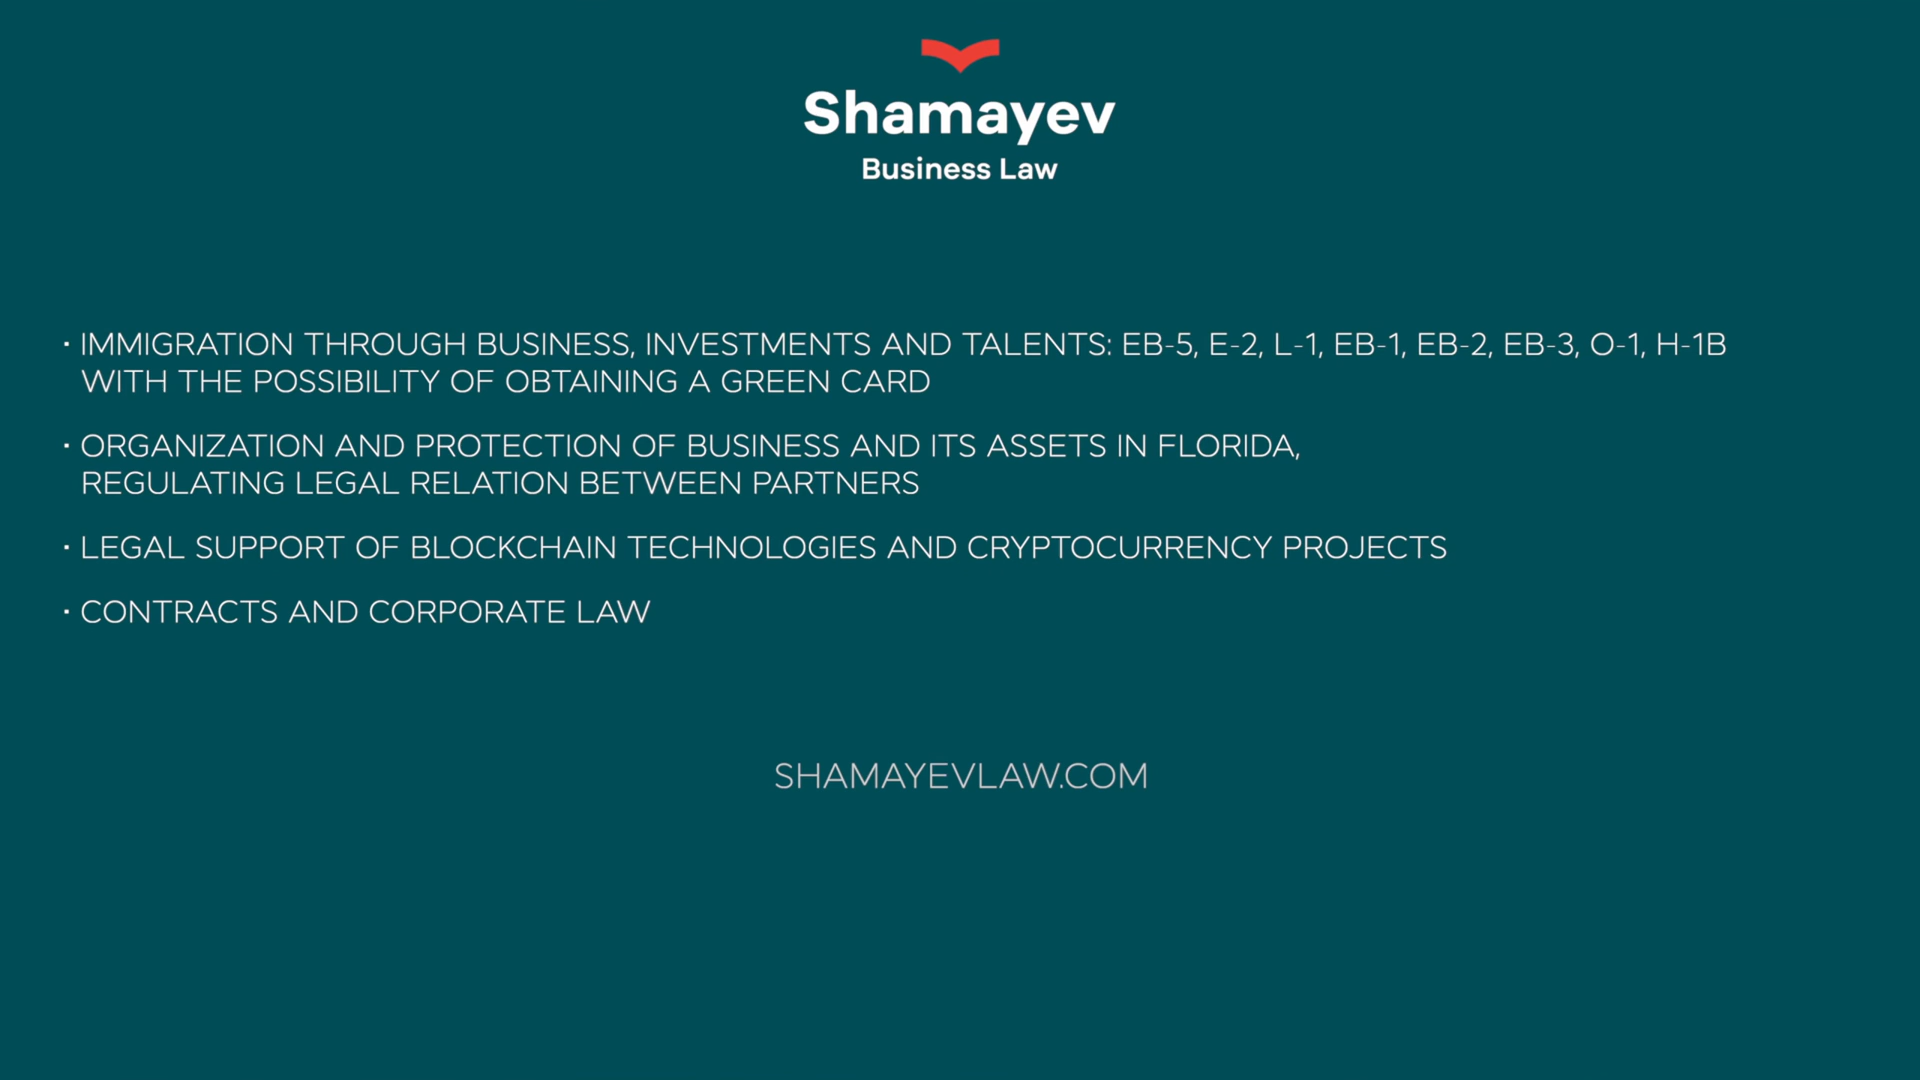 Shamayev
Business Law
· IMMIGRATION THROUGH BUSINESS, INVESTMENTS AND TALENTS: EB-5, E-2, L-1, EB-1, EB-2, EB-3, O-1, H-1B
WITH THE POSSIBILITY OF OBTAINING A GREEN CARD
· ORGANIZATION AND PROTECTION OF BUSINESS AND ITS ASSETS IN FLORIDA,
REGULATING LEGAL RELATION BETWEEN PARTNERS
· LEGAL SUPPORT OF BLOCKCHAIN TECHNOLOGIES AND CRYPTOCURRENCY PROJECTS
· CONTRACTS AND CORPORATE LAW
SHAMAYEVLAW.COM